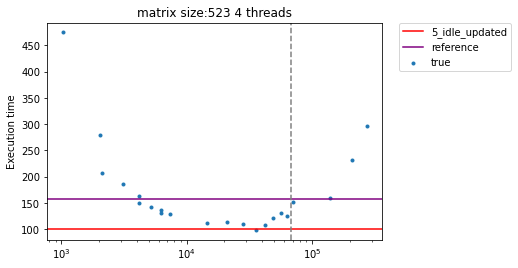 matrix size:523 4 threads
5_idle_updated
reference
true
Execution time
450
400
350
300
250
200
150
100
10³
10⁴
10⁵